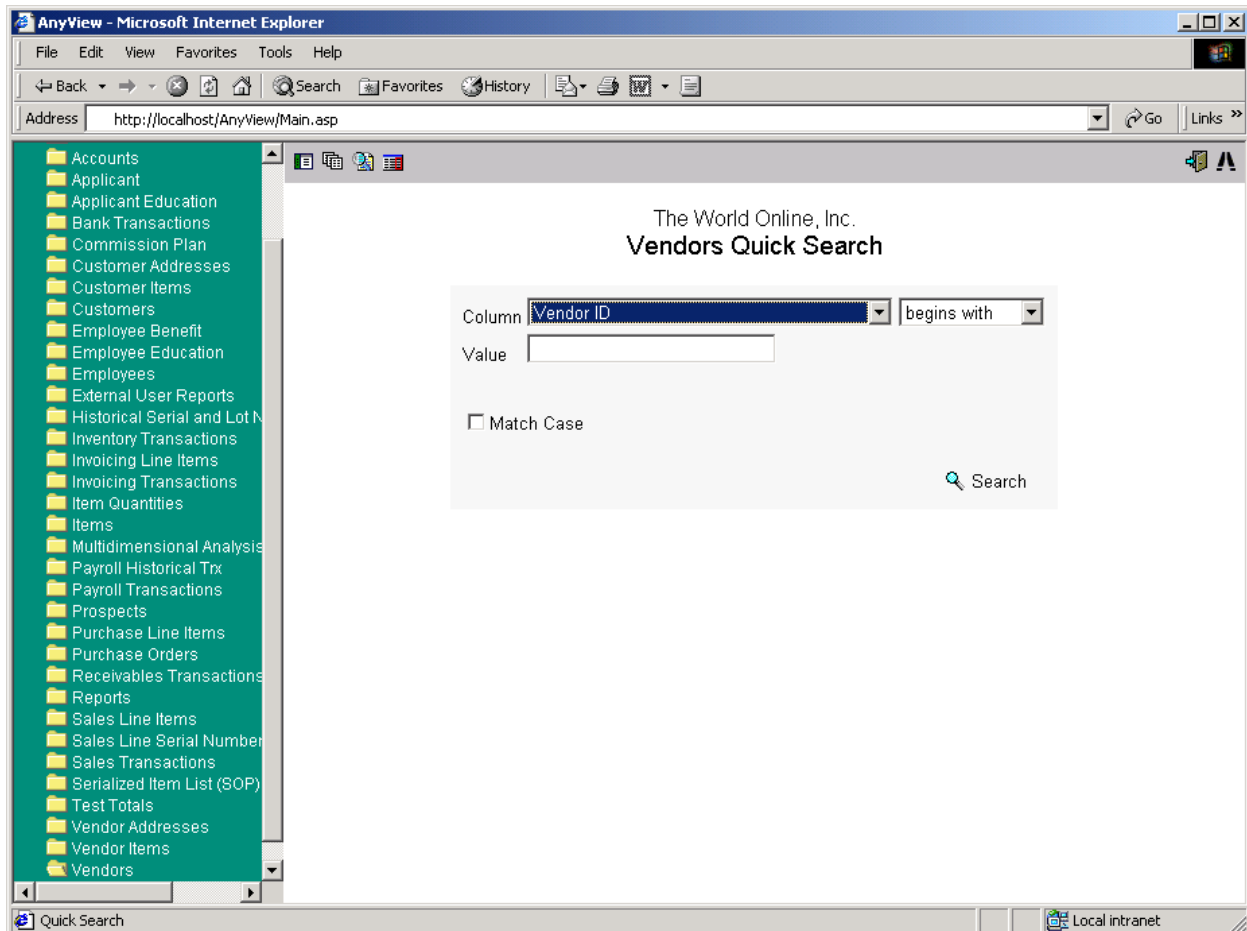 AnyView - Microsoft Internet Explorer
File Edit View Favorites Tools Help
Back Search Favorites History
Address http://localhost/AnyView/Main.asp Go Links »
Accounts
Applicant
Applicant Education
Bank Transactions
Commission Plan
Customer Addresses
Customer Items
Customers
Employee Benefit
Employee Education
Employees
External User Reports
Historical Serial and Lot N
Inventory Transactions
Invoicing Line Items
Invoicing Transactions
Item Quantities
Items
Multidimensional Analysis
Payroll Historical Trx
Payroll Transactions
Prospects
Purchase Line Items
Purchase Orders
Receivables Transactions
Reports
Sales Line Items
Sales Line Serial Number
Sales Transactions
Serialized Item List (SOP)
Test Totals
Vendor Addresses
Vendor Items
Vendors
The World Online, Inc.
Vendors Quick Search
Column Vendor ID begins with
Value
Match Case
Search
Quick Search Local intranet